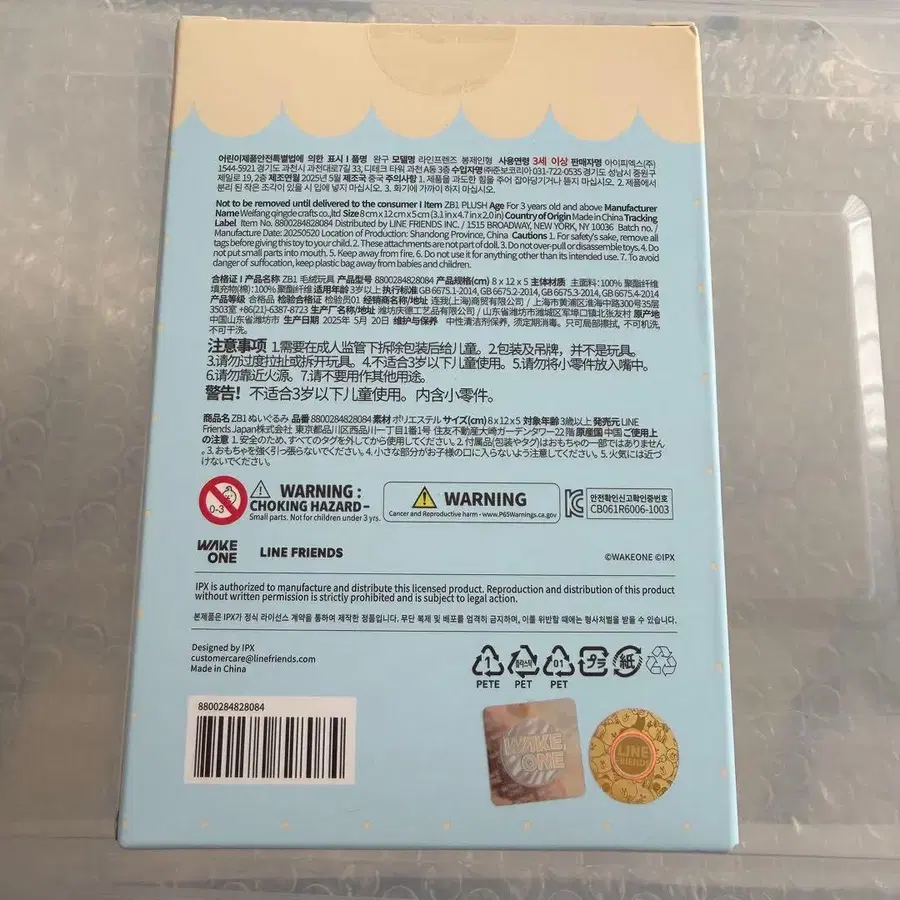 어린이제품안전특별법에 의한 표시 I 품명 완구 모델명 라인프렌즈 봉제인형 사용연령 3세 이상 판매자명 아이피엑스(주)
1544-5921 경기도 과천시 과천대로7길 33, 디테크 타워 과천 A동 3층 수입자명 ㈜준보코리아 031-722-0535 경기도 성남시 중원구
제일로 19, 2층 제조연월 2025년 5월 제조국 중국 주의사항 1. 제품을 과도한 힘을 주어 잡아당기거나 뜯지 마십시오. 2. 제품에서
분리 된 작은 조각이 있을 시 입에 넣지 마십시오. 3. 화기에 가까이 하지 마십시오.
Not to be removed until delivered to the consumer I Item ZB1 PLUSH Age For 3 years old and above Manufacturer
Name Weifang qingde crafts co.,ltd Size 8cm x 12cm x 5cm (3.1 in x 4.7 in x 2.0 in) Country of Origin Made in China Tracking
Label Item No. 8800284828084 Distributed by LINE FRIENDS INC. / 1515 BROADWAY, NEW YORK, NY 10036 Batch no. /
Manufacture Date: 20250520 Location of Production: Shandong Province, China Cautions 1. For safety's sake, remove all
tags before giving this toy to your child. 2. These attachments are not part of doll. 3. Do not over-pull or disassemble toys. 4. Do
not put small parts into mouth. 5. Keep away from fire. 6. Do not use it for anything other than its intended use. 7. To avoid
danger of suffocation, keep plastic bag away from babies and children.
合格证 I 产品名称 ZB1 毛绒玩具 产品型号 8800284828084 产品规格(cm) 8 x 12 x 5 主体材质 主面料:100% 聚酯纤维
填充物(棉):100% 聚酯纤维 适用年龄 3岁以上 执行标准 GB 6675.1-2014, GB 6675.2-2014, GB 6675.3-2014, GB 6675.4-2014
产品等级 合格品 检验合格证 检验员01 经销商名称/地址 连我(上海)商贸有限公司 / 上海市黄浦区淮海中路300号35层
3503室 +86(21)-6387-8723 生产厂名称/地址 潍坊庆德工艺品有限公司 / 山东省潍坊市潍城区军埠口镇北张友村 原产地
中国山东省潍坊市 生产日期 2025年 5月 20日 维护与保养 中性清洁剂保养, 须定期消毒。只可局部擦拭, 不可机洗,
不可干洗。
注意事项 1.需要在成人监管下拆除包装后给儿童。2.包装及吊牌，并不是玩具。
3.请勿过度拉扯或拆开玩具。4.不适合3岁以下儿童使用。5.请勿将小零件放入嘴中。
6.请勿靠近火源。7.请不要用作其他用途。
警告! 不适合3岁以下儿童使用。内含小零件。
商品名 ZB1 ぬいぐるみ 品番 8800284828084 素材 ポリエステル サイズ(cm) 8 x 12 x 5 対象年齢 3歳以上 発売元 LINE
Friends Japan株式会社 東京都品川区西品川一丁目1番1号 住友不動産大崎ガーデンタワー22階 原産国 中国 ご使用上
の注意 1. 安全のため、すべてのタグを外してから使用してください。2. 付属品(包装やタグ)はおもちゃの一部ではありませ
ん。3. おもちゃを強く引っ張らないでください。4. 小さな部分がお子様の口に入らないよう注意してください。5. 火気には近づ
けないでください。
0-3 WARNING :
CHOKING HAZARD –
Small parts. Not for children under 3 yrs.
WARNING
Cancer and Reproductive harm - www.P65Warnings.ca.gov
안전확인신고확인증번호
CB061R6006-1003
WAKE
ONE
LINE FRIENDS
©WAKEONE ©IPX
IPX is authorized to manufacture and distribute this licensed product. Reproduction and distribution of this product
without written permission is strictly prohibited and is subject to legal action.
본제품은 IPX가 정식 라이선스 계약을 통하여 제작한 정품입니다. 무단 복제 및 배포를 엄격히 금지하며, 이를 위반할 때에는 형사처벌을 받을 수 있습니다.
Designed by IPX
customercare@linefriends.com
Made in China
1 플라스틱 01 プラ 紙
PETE PET PET
8800284828084
WAKE
ONE
LINE
FRIENDS